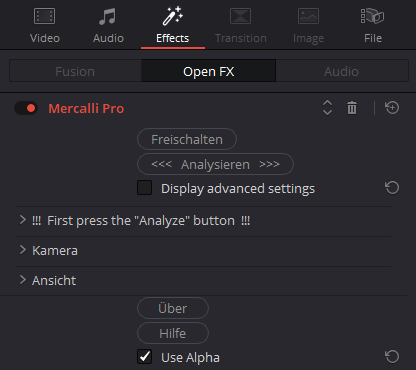 Video Audio Effects Transition Image File
Fusion Open FX Audio
Mercalli Pro
Freischalten
<<< Analysieren >>>
Display advanced settings
!!! First press the "Analyze" button !!!
Kamera
Ansicht
Über
Hilfe
Use Alpha